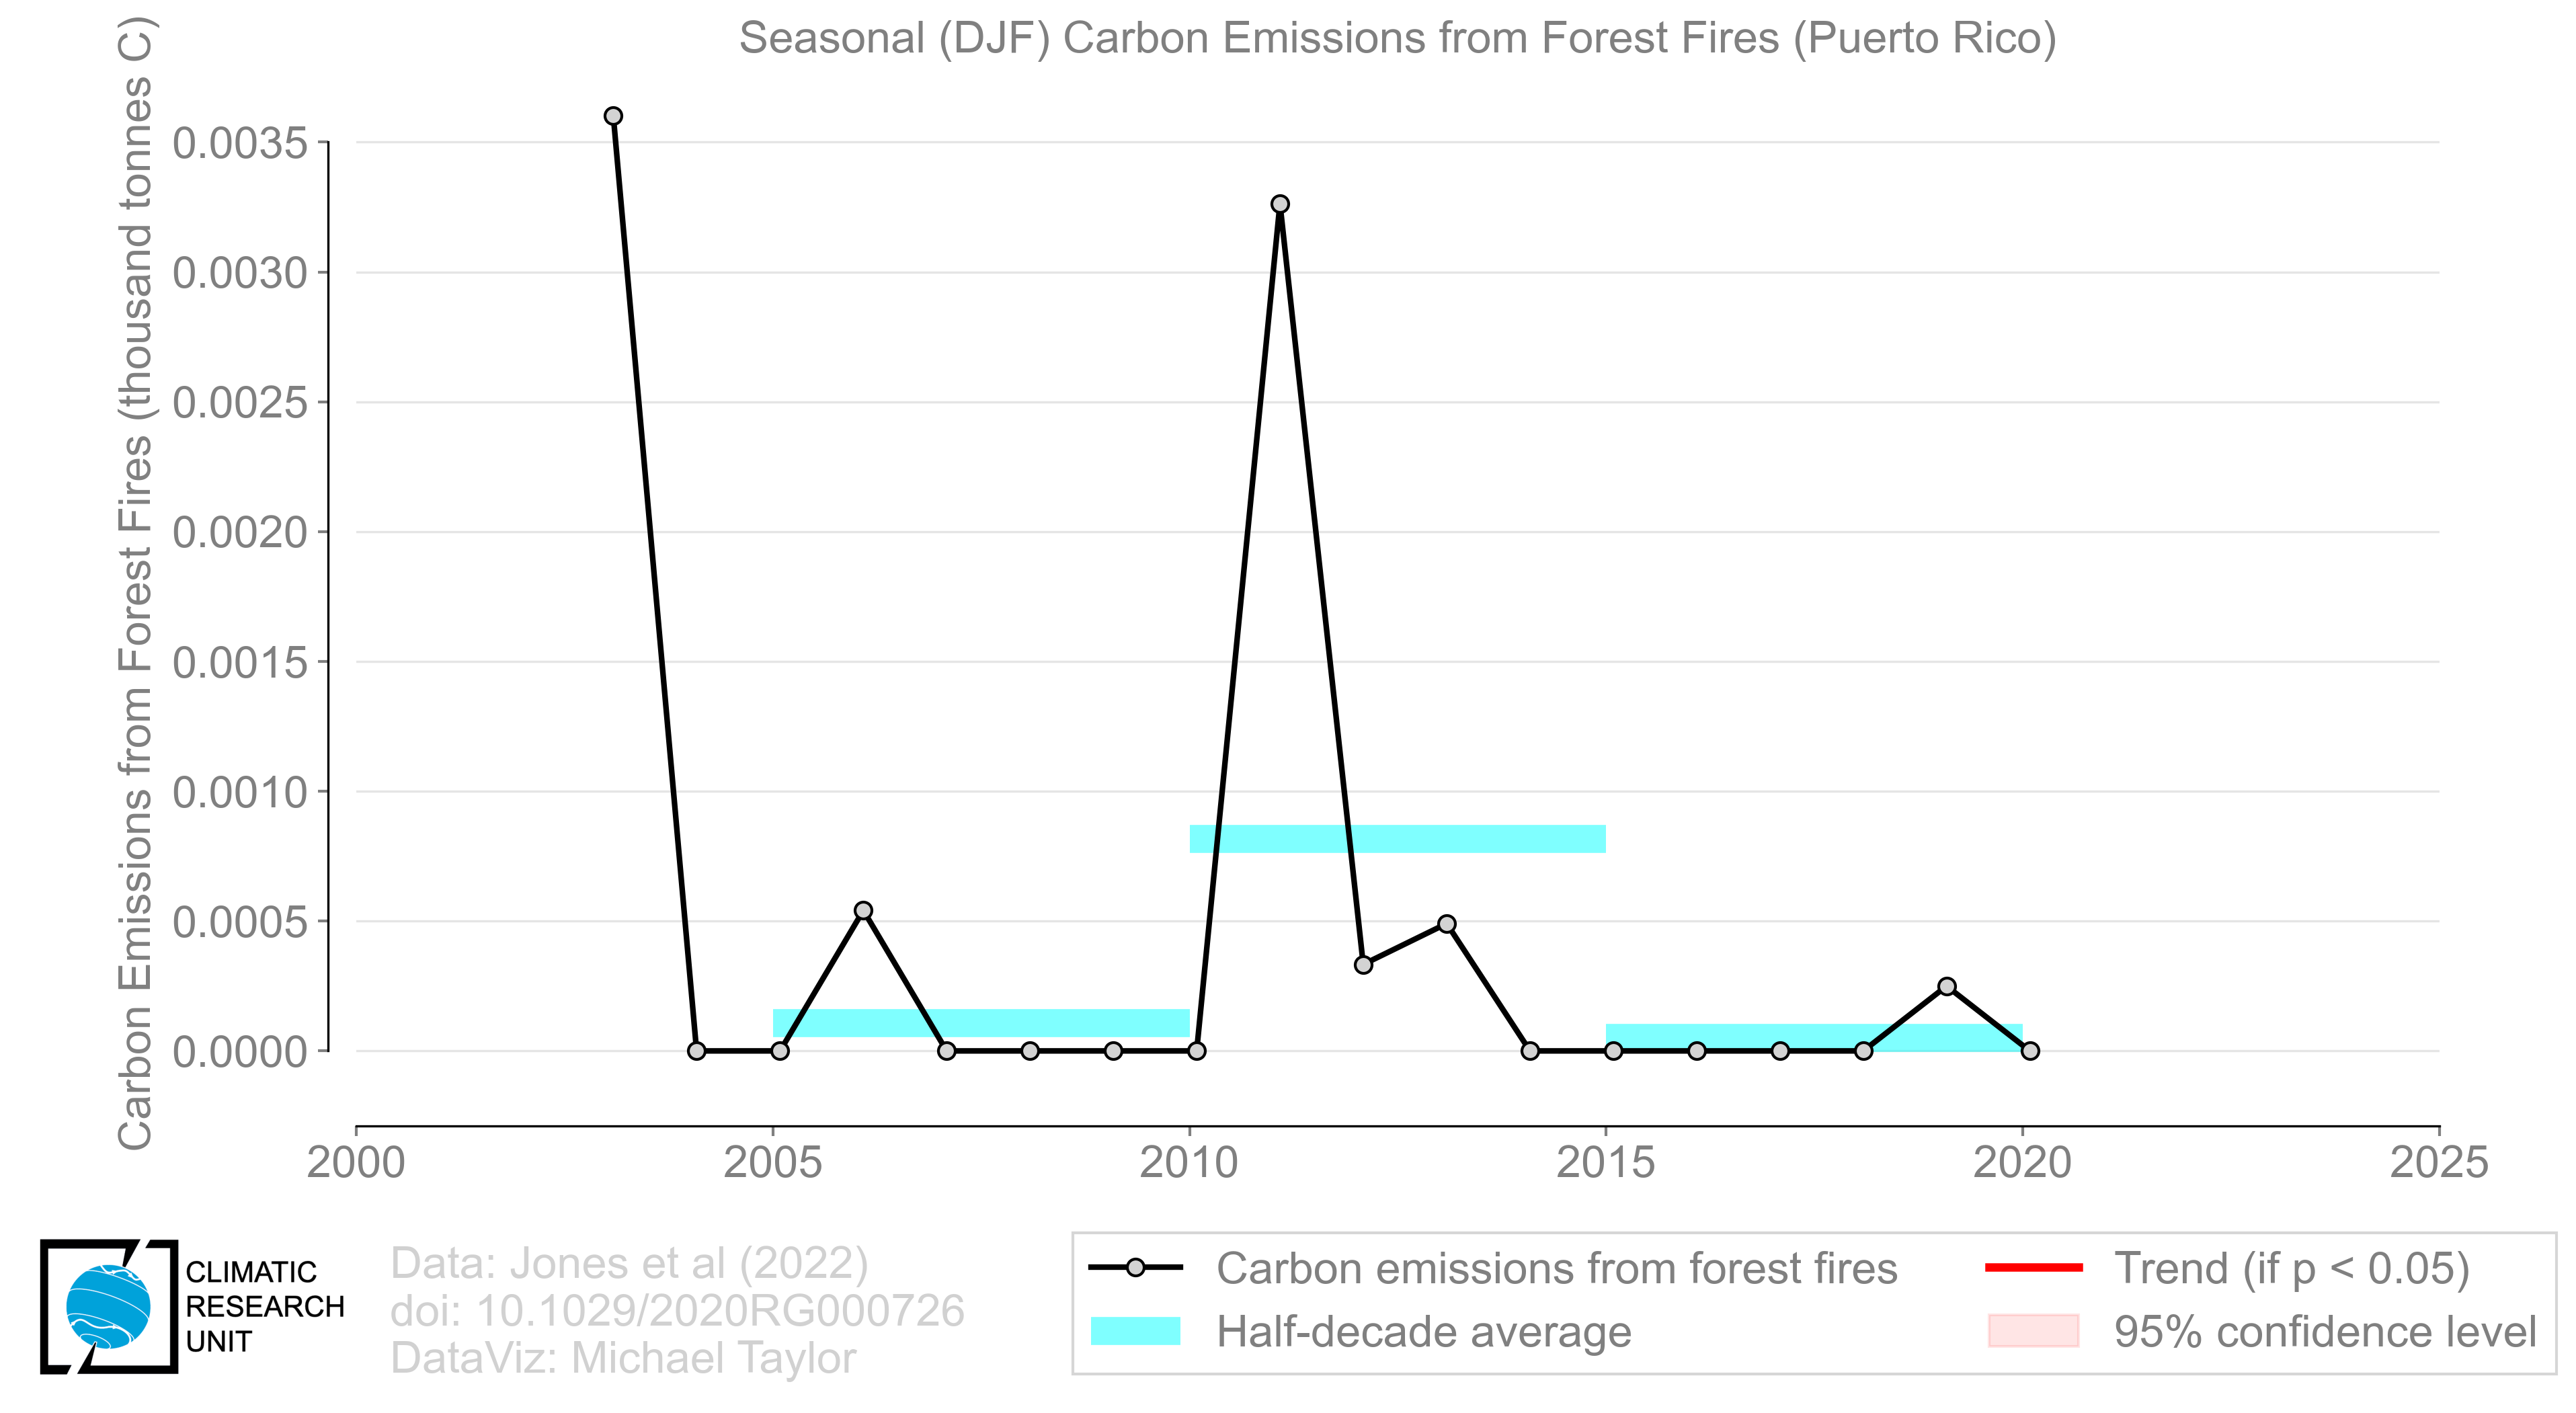 Seasonal (DJF) Carbon Emissions from Forest Fires (Puerto Rico)
Carbon Emissions from Forest Fires (thousand tonnes C)
0.0035
0.0030
0.0025
0.0020
0.0015
0.0010
0.0005
0.0000
2000 2005 2010 2015 2020 2025
CLIMATIC
RESEARCH
UNIT
Data: Jones et al (2022)
doi: 10.1029/2020RG000726
DataViz: Michael Taylor
Carbon emissions from forest fires
Half-decade average
Trend (if p < 0.05)
95% confidence level